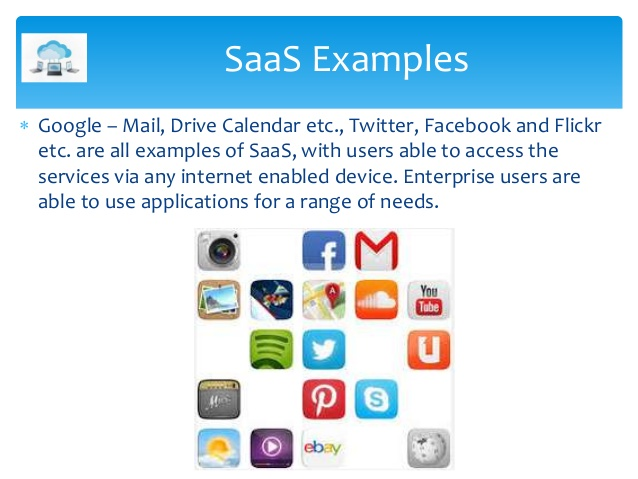 SaaS Examples
Google – Mail, Drive Calendar etc., Twitter, Facebook and Flickr
etc. are all examples of SaaS, with users able to access the
services via any internet enabled device. Enterprise users are
able to use applications for a range of needs.
A
You
Tube
ebay